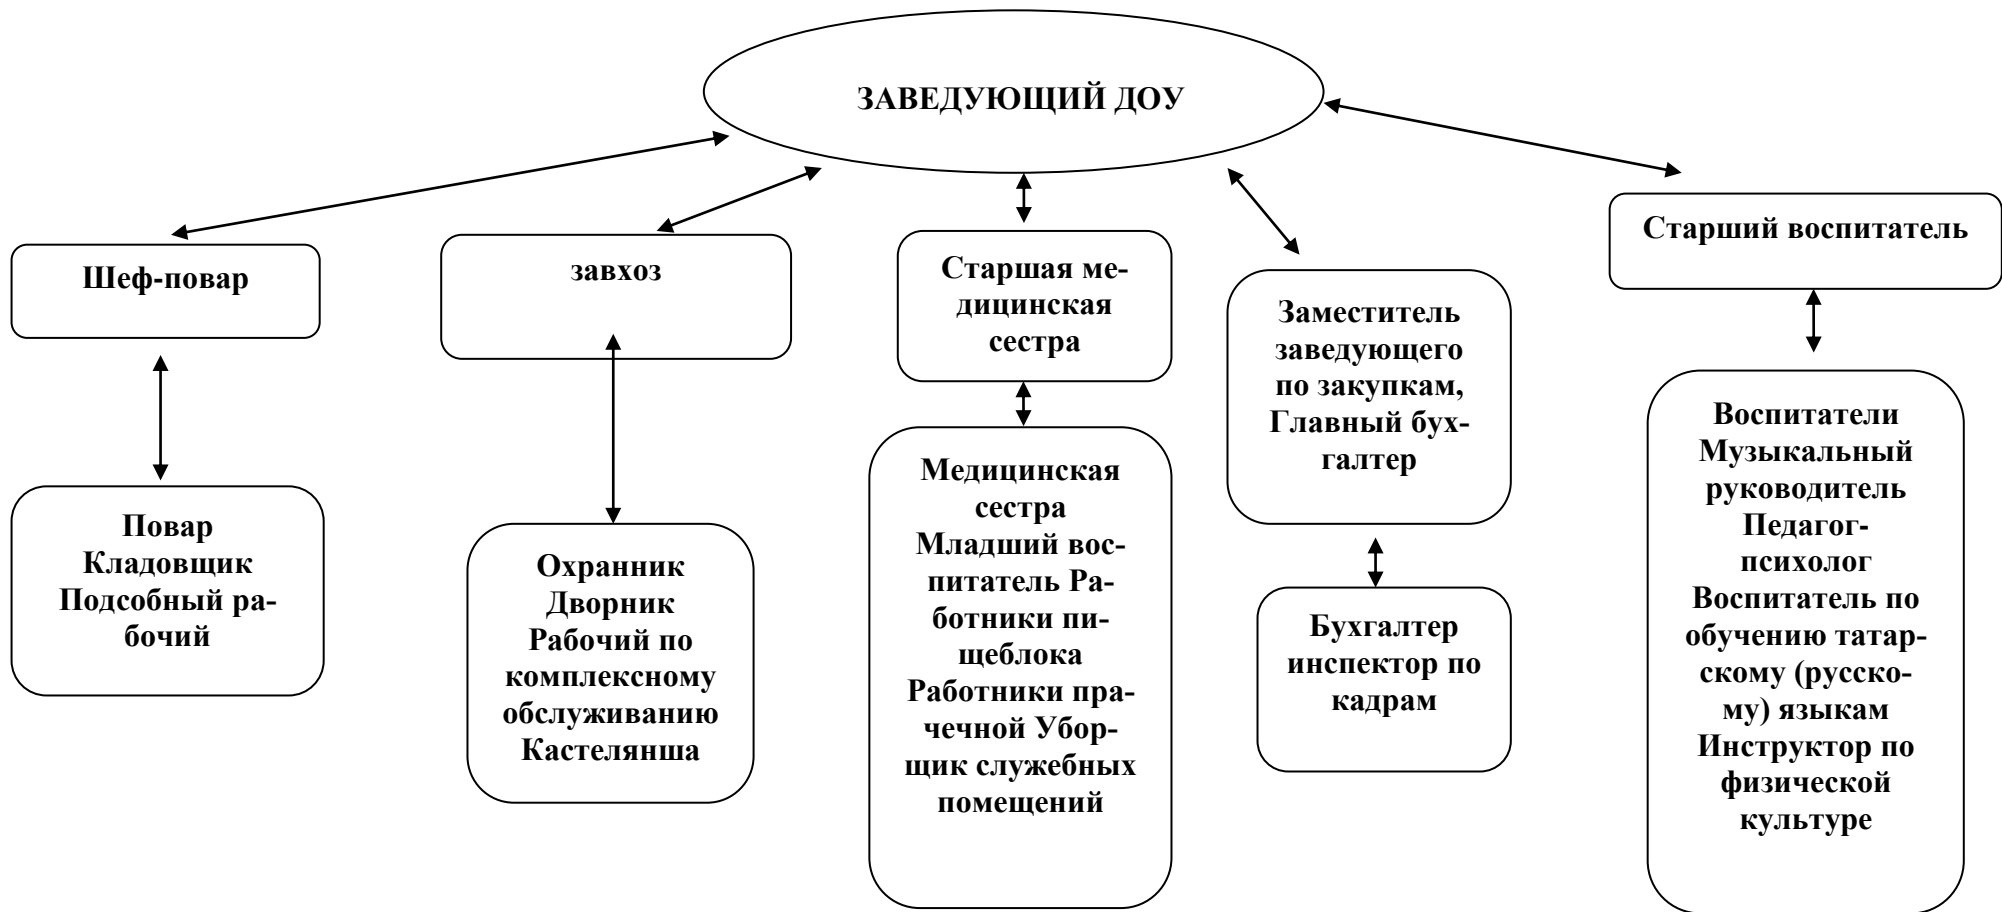 ЗАВЕДУЮЩИЙ ДОУ
Шеф-повар
завхоз
Старшая ме-
дицинская
сестра
Заместитель
заведующего
по закупкам,
Главный бух-
галтер
Старший воспитатель
Повар
Кладовщик
Подсобный ра-
бочий
Охранник
Дворник
Рабочий по
комплексному
обслуживанию
Кастелянша
Медицинская
сестра
Младший вос-
питатель Ра-
ботники пи-
щеблока
Работники пра-
чечной Убор-
щик служебных
помещений
Бухгалтер
инспектор по
кадрам
Воспитатели
Музыкальный
руководитель
Педагог-
психолог
Воспитатель по
обучению татар-
скому (русско-
му) языкам
Инструктор по
физической
культуре